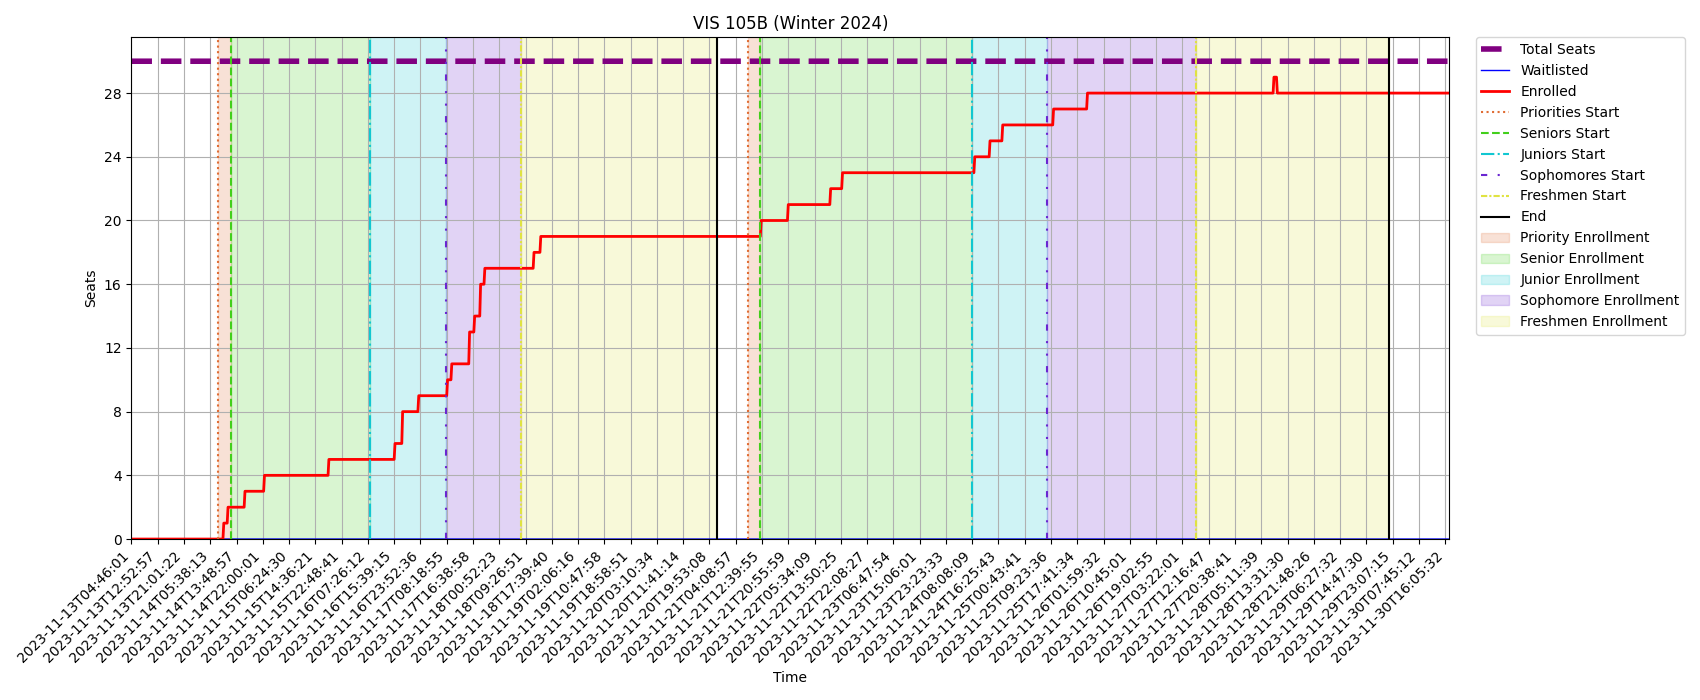 VIS 105B (Winter 2024)
Seats
28
24
20
16
12
8
4
0
2023-11-13T04:46:01
2023-11-13T12:52:57
2023-11-13T21:01:22
2023-11-14T05:38:13
2023-11-14T13:48:57
2023-11-14T22:00:01
2023-11-15T06:24:30
2023-11-15T14:36:21
2023-11-15T22:48:41
2023-11-16T07:26:12
2023-11-16T15:39:15
2023-11-16T23:52:36
2023-11-17T08:18:55
2023-11-17T16:38:58
2023-11-18T00:52:23
2023-11-18T09:26:51
2023-11-18T17:39:40
2023-11-19T02:06:16
2023-11-19T10:47:58
2023-11-19T18:58:51
2023-11-20T03:10:34
2023-11-20T11:41:14
2023-11-20T19:53:08
2023-11-21T04:08:57
2023-11-21T12:39:55
2023-11-21T20:55:59
2023-11-22T05:34:09
2023-11-22T13:50:25
2023-11-22T22:08:27
2023-11-23T06:47:54
2023-11-23T15:06:01
2023-11-23T23:23:33
2023-11-24T08:08:09
2023-11-24T16:25:43
2023-11-25T00:43:41
2023-11-25T09:23:36
2023-11-25T17:41:34
2023-11-26T01:59:32
2023-11-26T10:45:01
2023-11-26T19:02:55
2023-11-27T03:22:01
2023-11-27T12:16:47
2023-11-27T20:38:41
2023-11-28T05:11:39
2023-11-28T13:31:30
2023-11-28T21:48:26
2023-11-29T06:27:32
2023-11-29T14:47:30
2023-11-29T23:07:15
2023-11-30T07:45:12
2023-11-30T16:05:32
Time
Total Seats
Waitlisted
Enrolled
Priorities Start
Seniors Start
Juniors Start
Sophomores Start
Freshmen Start
End
Priority Enrollment
Senior Enrollment
Junior Enrollment
Sophomore Enrollment
Freshmen Enrollment